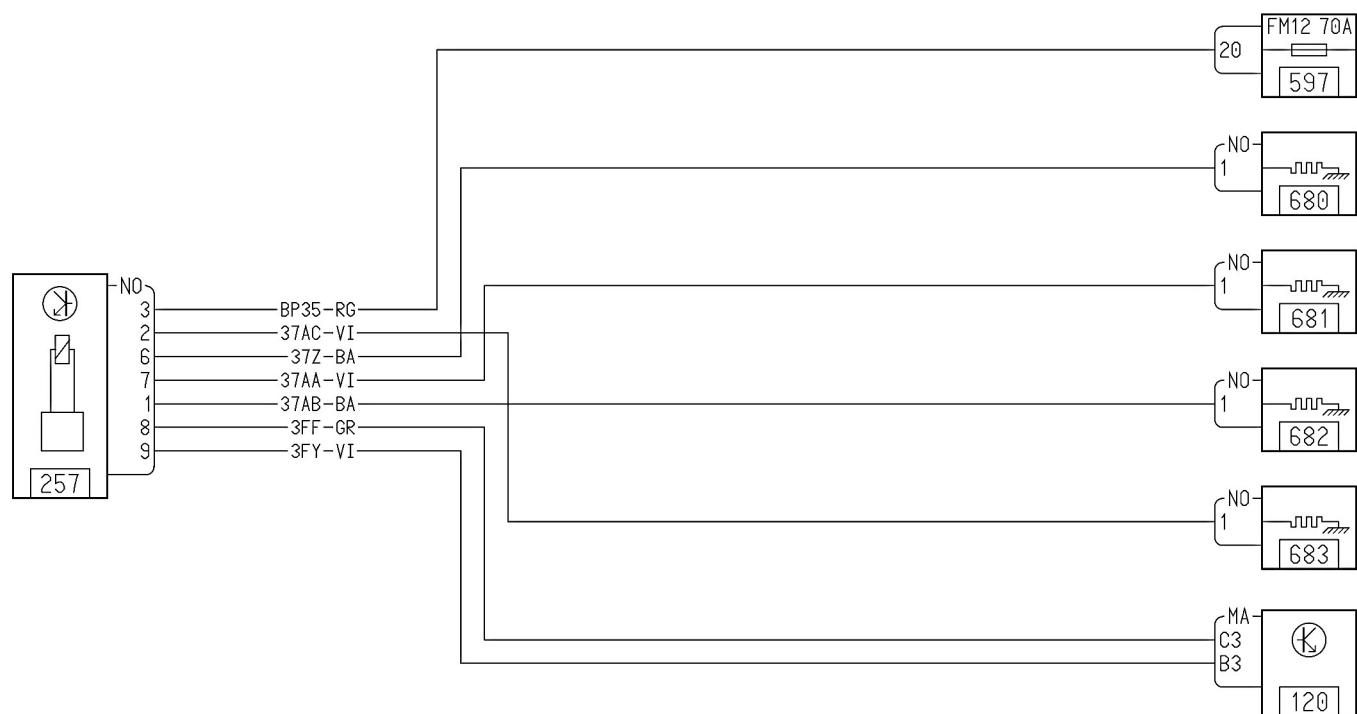 FM12 70A
20
597
NO
1
680
NO
1
681
NO
3 BP35-RG
2 37AC-VI
6 37Z-BA
7 37AA-VI
1 37AB-BA
8 3FF-GR
9 3FY-VI
257
NO
1
682
NO
1
683
MA
C3
B3
120